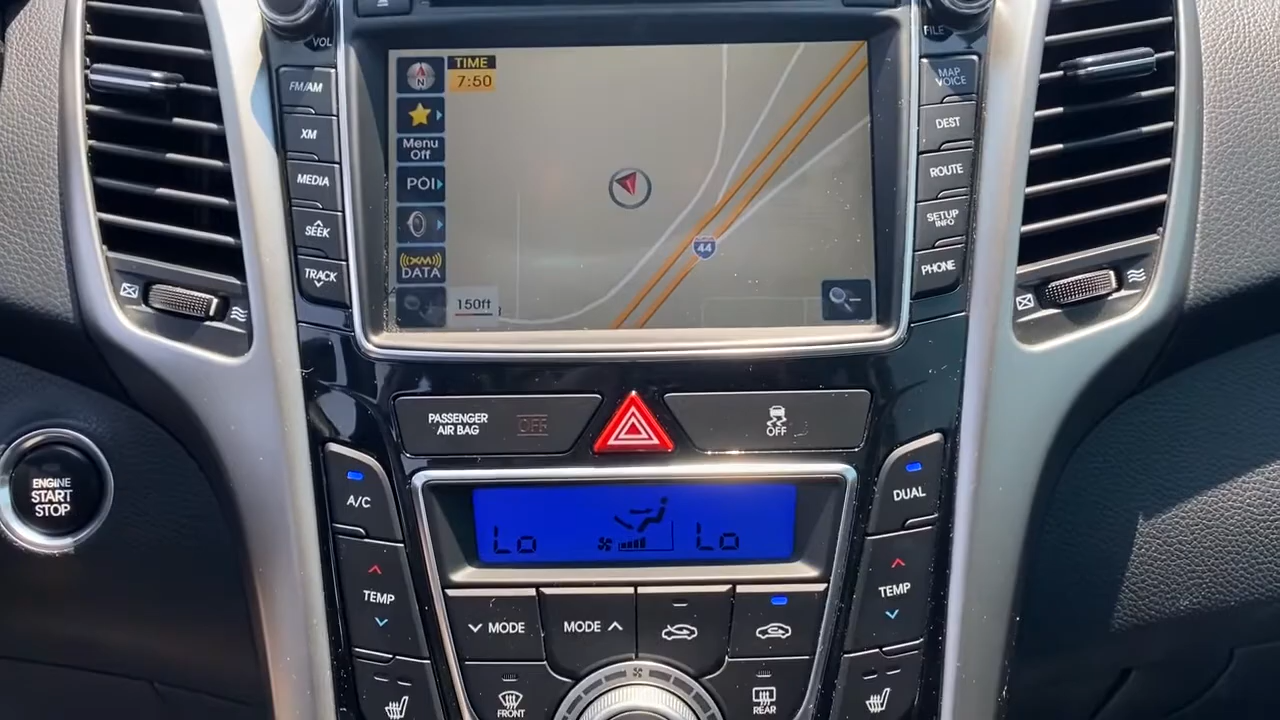 VOL
FILE
FM/AM
XM
MEDIA
SEEK
TRACK
N
TIME
7:50
Menu
Off
POI
XM
DATA
150ft
44
MAP
VOICE
DEST
ROUTE
SETUP
INFO
PHONE
PASSENGER
AIR BAG
OFF
OFF
ENGINE
START
STOP
A/C
DUAL
Lo
Lo
TEMP
TEMP
MODE
MODE
FRONT
REAR